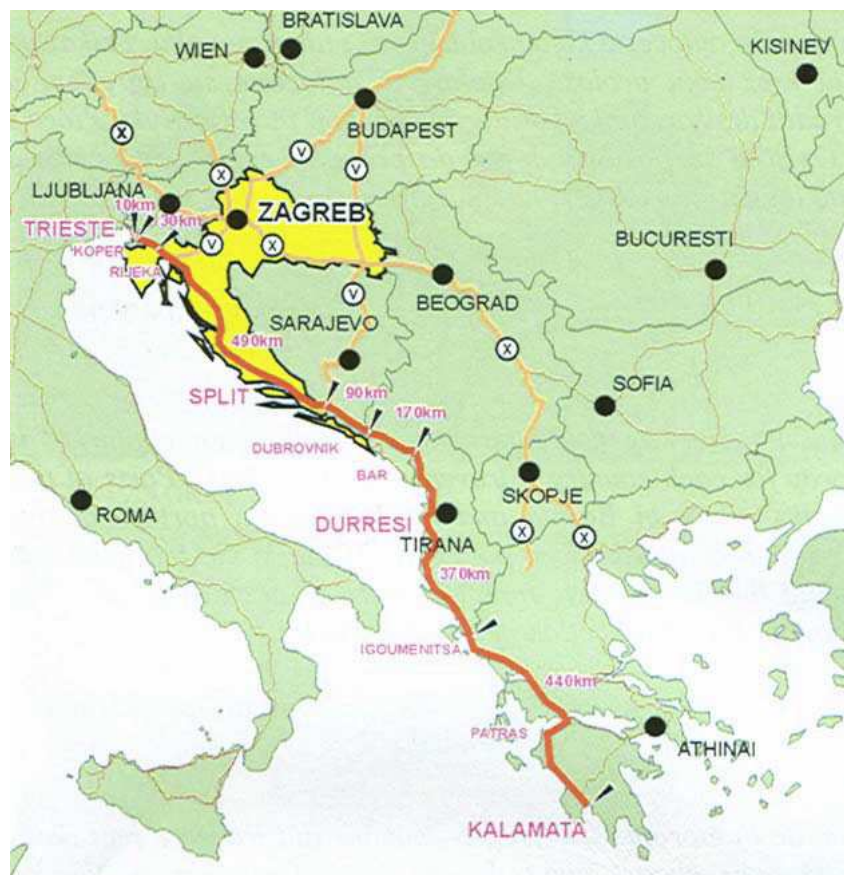 BRATISLAVA
WIEN
KISINEV
X
BUDAPEST
V
V
X
LJUBLJANA
10km
30km
ZAGREB
TRIESTE
KOPER
RIJEKA
V
X
BUCURESTI
BEOGRAD
V
SARAJEVO
490km
X
SPLIT
90km
170km
SOFIA
DUBROVNIK
BAR
SKOPJE
ROMA
DURRESI
TIRANA
X
X
370km
IGOUMENITSA
440km
PATRAS
ATHINAI
KALAMATA